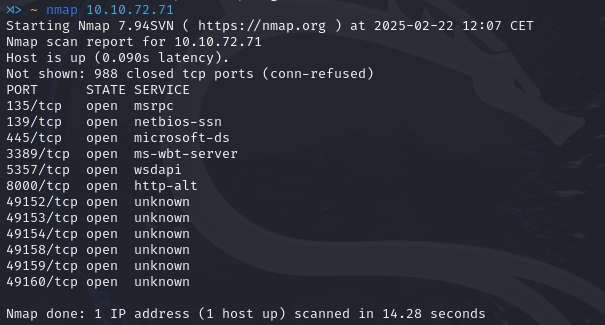 ⋊> ~ nmap 10.10.72.71
Starting Nmap 7.94SVN ( https://nmap.org ) at 2025-02-22 12:07 CET
Nmap scan report for 10.10.72.71
Host is up (0.090s latency).
Not shown: 988 closed tcp ports (conn-refused)
PORT      STATE SERVICE
135/tcp   open  msrpc
139/tcp   open  netbios-ssn
445/tcp   open  microsoft-ds
3389/tcp  open  ms-wbt-server
5357/tcp  open  wsdapi
8000/tcp  open  http-alt
49152/tcp open  unknown
49153/tcp open  unknown
49154/tcp open  unknown
49158/tcp open  unknown
49159/tcp open  unknown
49160/tcp open  unknown
Nmap done: 1 IP address (1 host up) scanned in 14.28 seconds